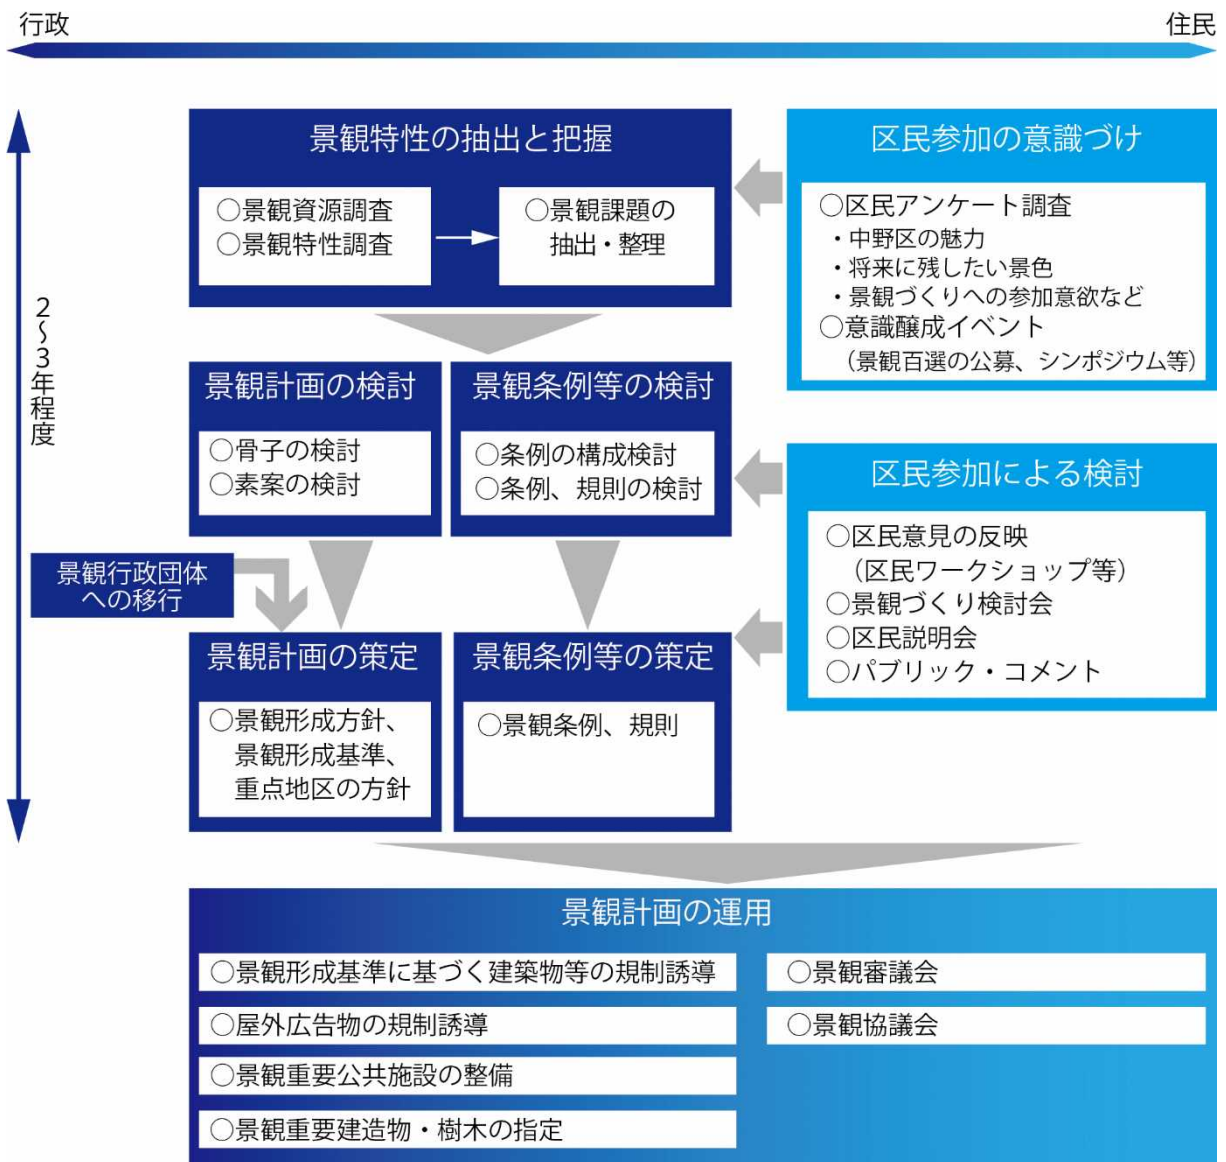 行政
住民
2〜3年程度
景観特性の抽出と把握
○景観資源調査
○景観特性調査
○景観課題の
抽出・整理
区民参加の意識づけ
○区民アンケート調査
・中野区の魅力
・将来に残したい景色
・景観づくりへの参加意欲など
○意識醸成イベント
（景観百選の公募、シンポジウム等）
景観計画の検討
○骨子の検討
○素案の検討
景観条例等の検討
○条例の構成検討
○条例、規則の検討
区民参加による検討
○区民意見の反映
（区民ワークショップ等）
○景観づくり検討会
○区民説明会
○パブリック・コメント
景観行政団体
への移行
景観計画の策定
○景観形成方針、
景観形成基準、
重点地区の方針
景観条例等の策定
○景観条例、規則
景観計画の運用
○景観形成基準に基づく建築物等の規制誘導
○屋外広告物の規制誘導
○景観重要公共施設の整備
○景観重要建造物・樹木の指定
○景観審議会
○景観協議会